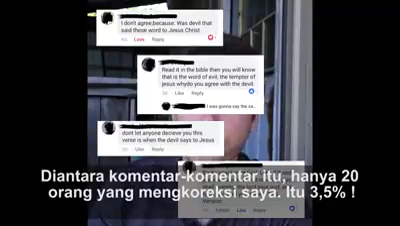 I don't agree,because: Was devil that
said these word to Jesus Christ
Love Reply
Read it in the bible then you will know
that is the word of evil, the tempter of
jesus whydo you agree with the devil
Like Reply
I was gonna say the sa...
dont let anyone decieve you this
verse is when the devil says to Jesus
Like Reply
Diantara komentar-komentar itu, hanya 20
orang yang mengkoreksi saya. Itu 3,5% !
Like Reply